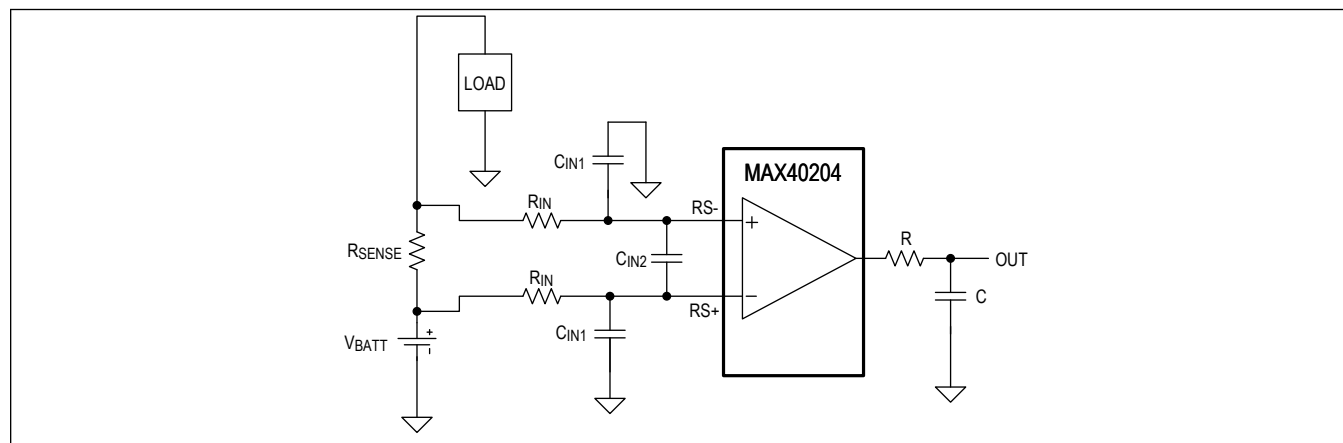 LOAD
CIN1
MAX40204
RIN
RS-
+
R
OUT
RSENSE
CIN2
C
RIN
RS+
−
CIN1
VBATT
+
-